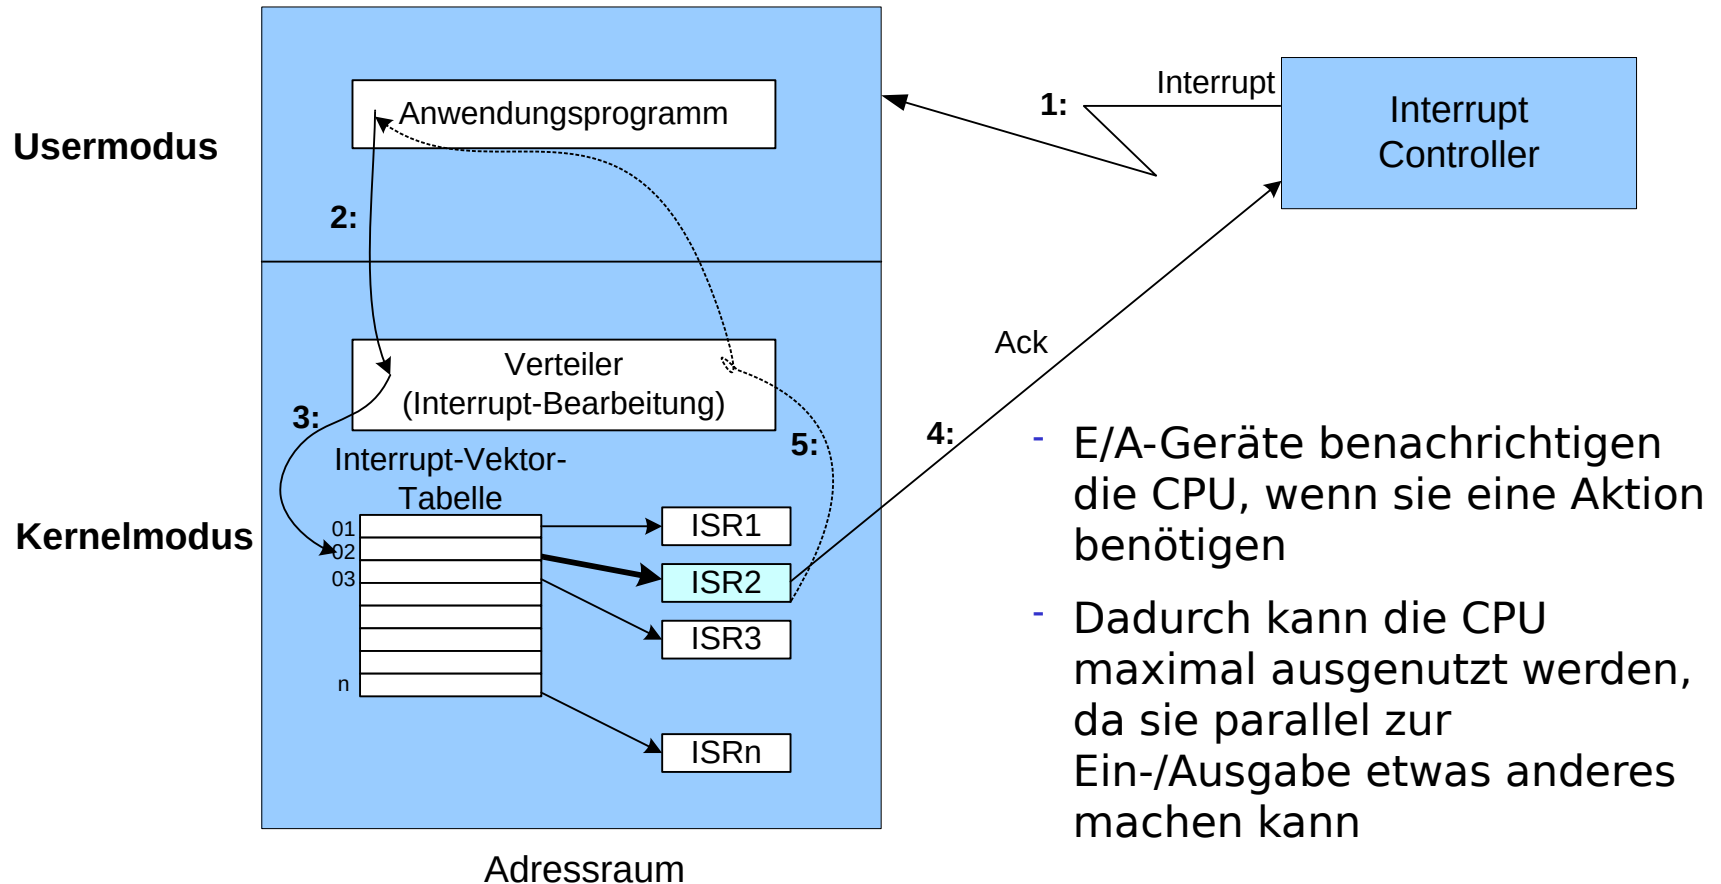 Usermodus
Anwendungsprogramm
2:
1:
Interrupt
Interrupt
Controller
Kernelmodus
Verteiler
(Interrupt-Bearbeitung)
3:
5:
Interrupt-Vektor-
Tabelle
01
02
03
n
ISR1
ISR2
ISR3
ISRn
Adressraum
Ack
4:
- E/A-Geräte benachrichtigen
die CPU, wenn sie eine Aktion
benötigen
- Dadurch kann die CPU
maximal ausgenutzt werden,
da sie parallel zur
Ein-/Ausgabe etwas anderes
machen kann